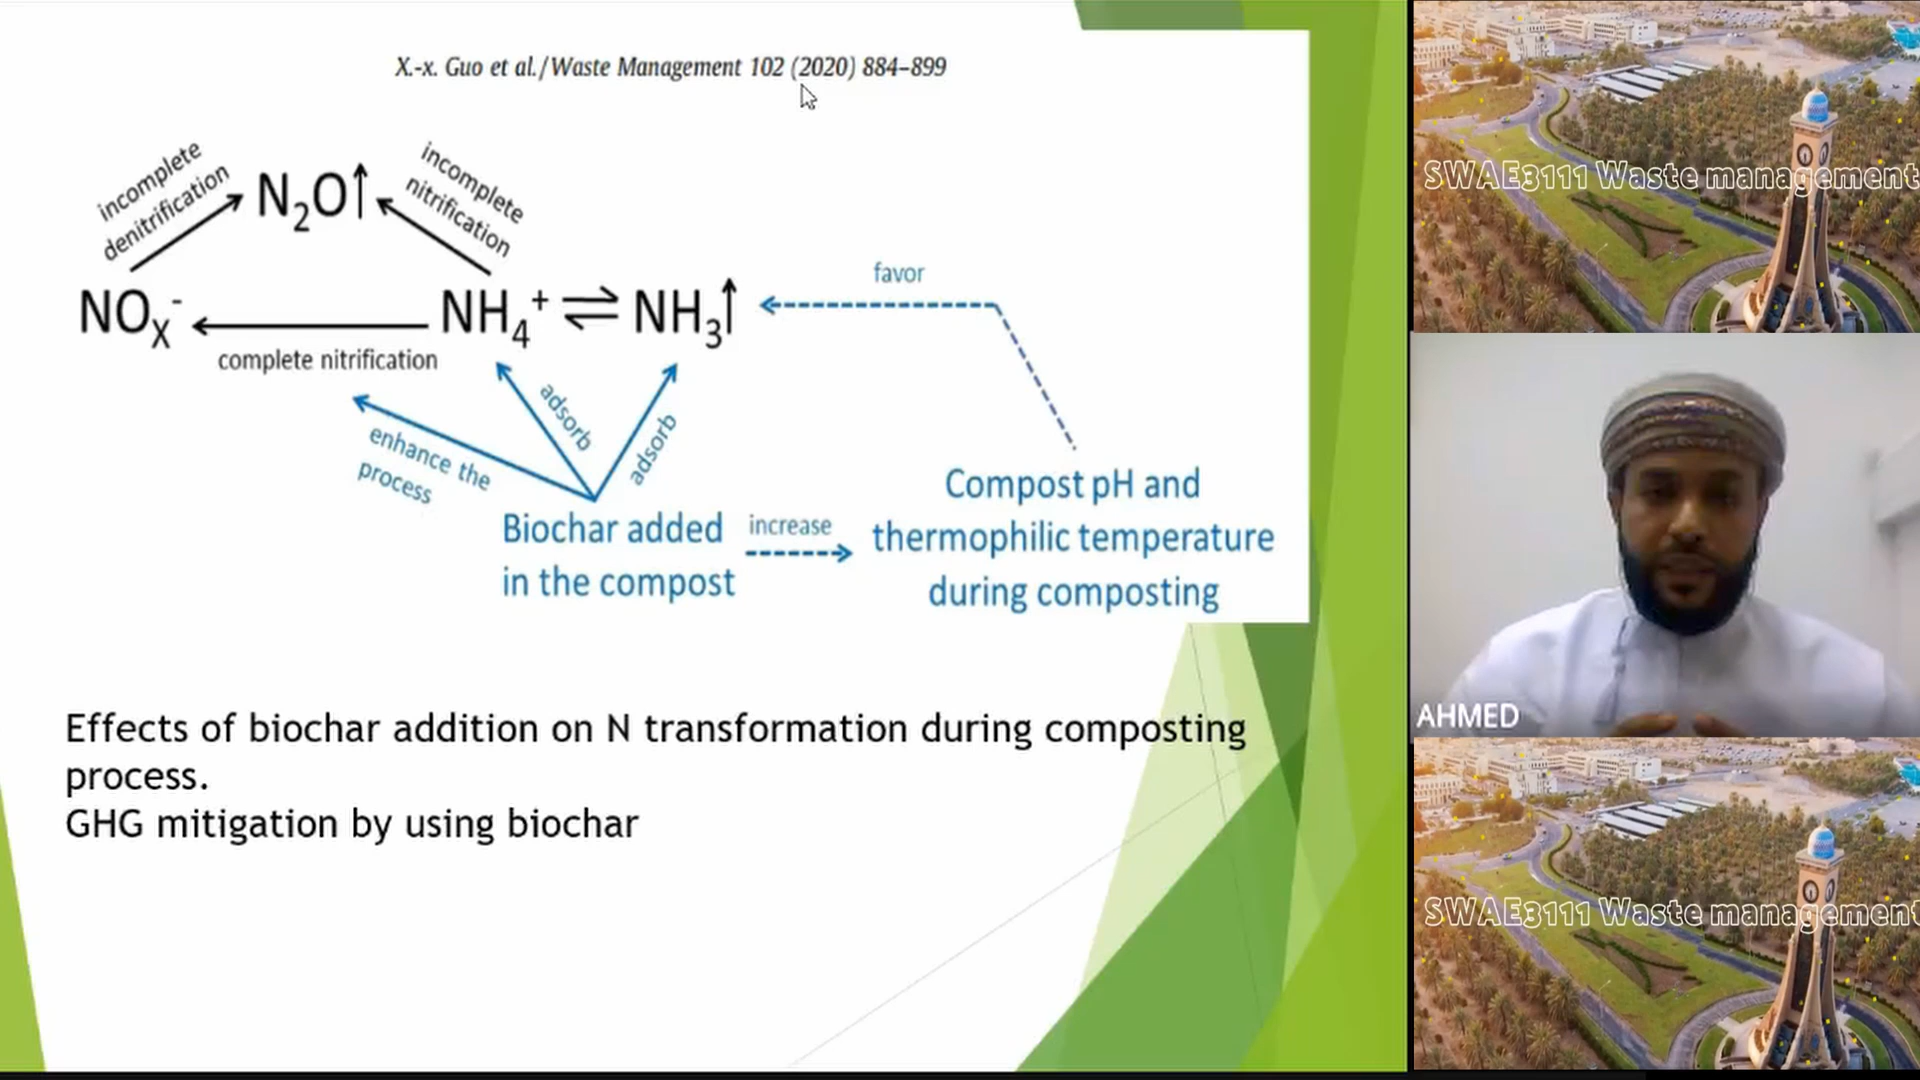 X.-x. Guo et al. / Waste Management 102 (2020) 884–899
incomplete
denitrification
N₂O↑
incomplete
nitrification
NOₓ⁻
NH₄⁺ ⇌ NH₃↑
favor
complete nitrification
enhance the
process
adsorb
adsorb
Biochar added
in the compost
increase
Compost pH and
thermophilic temperature
during composting
Effects of biochar addition on N transformation during composting
process.
GHG mitigation by using biochar
SWAE3111 Waste management
AHMED
SWAE3111 Waste management